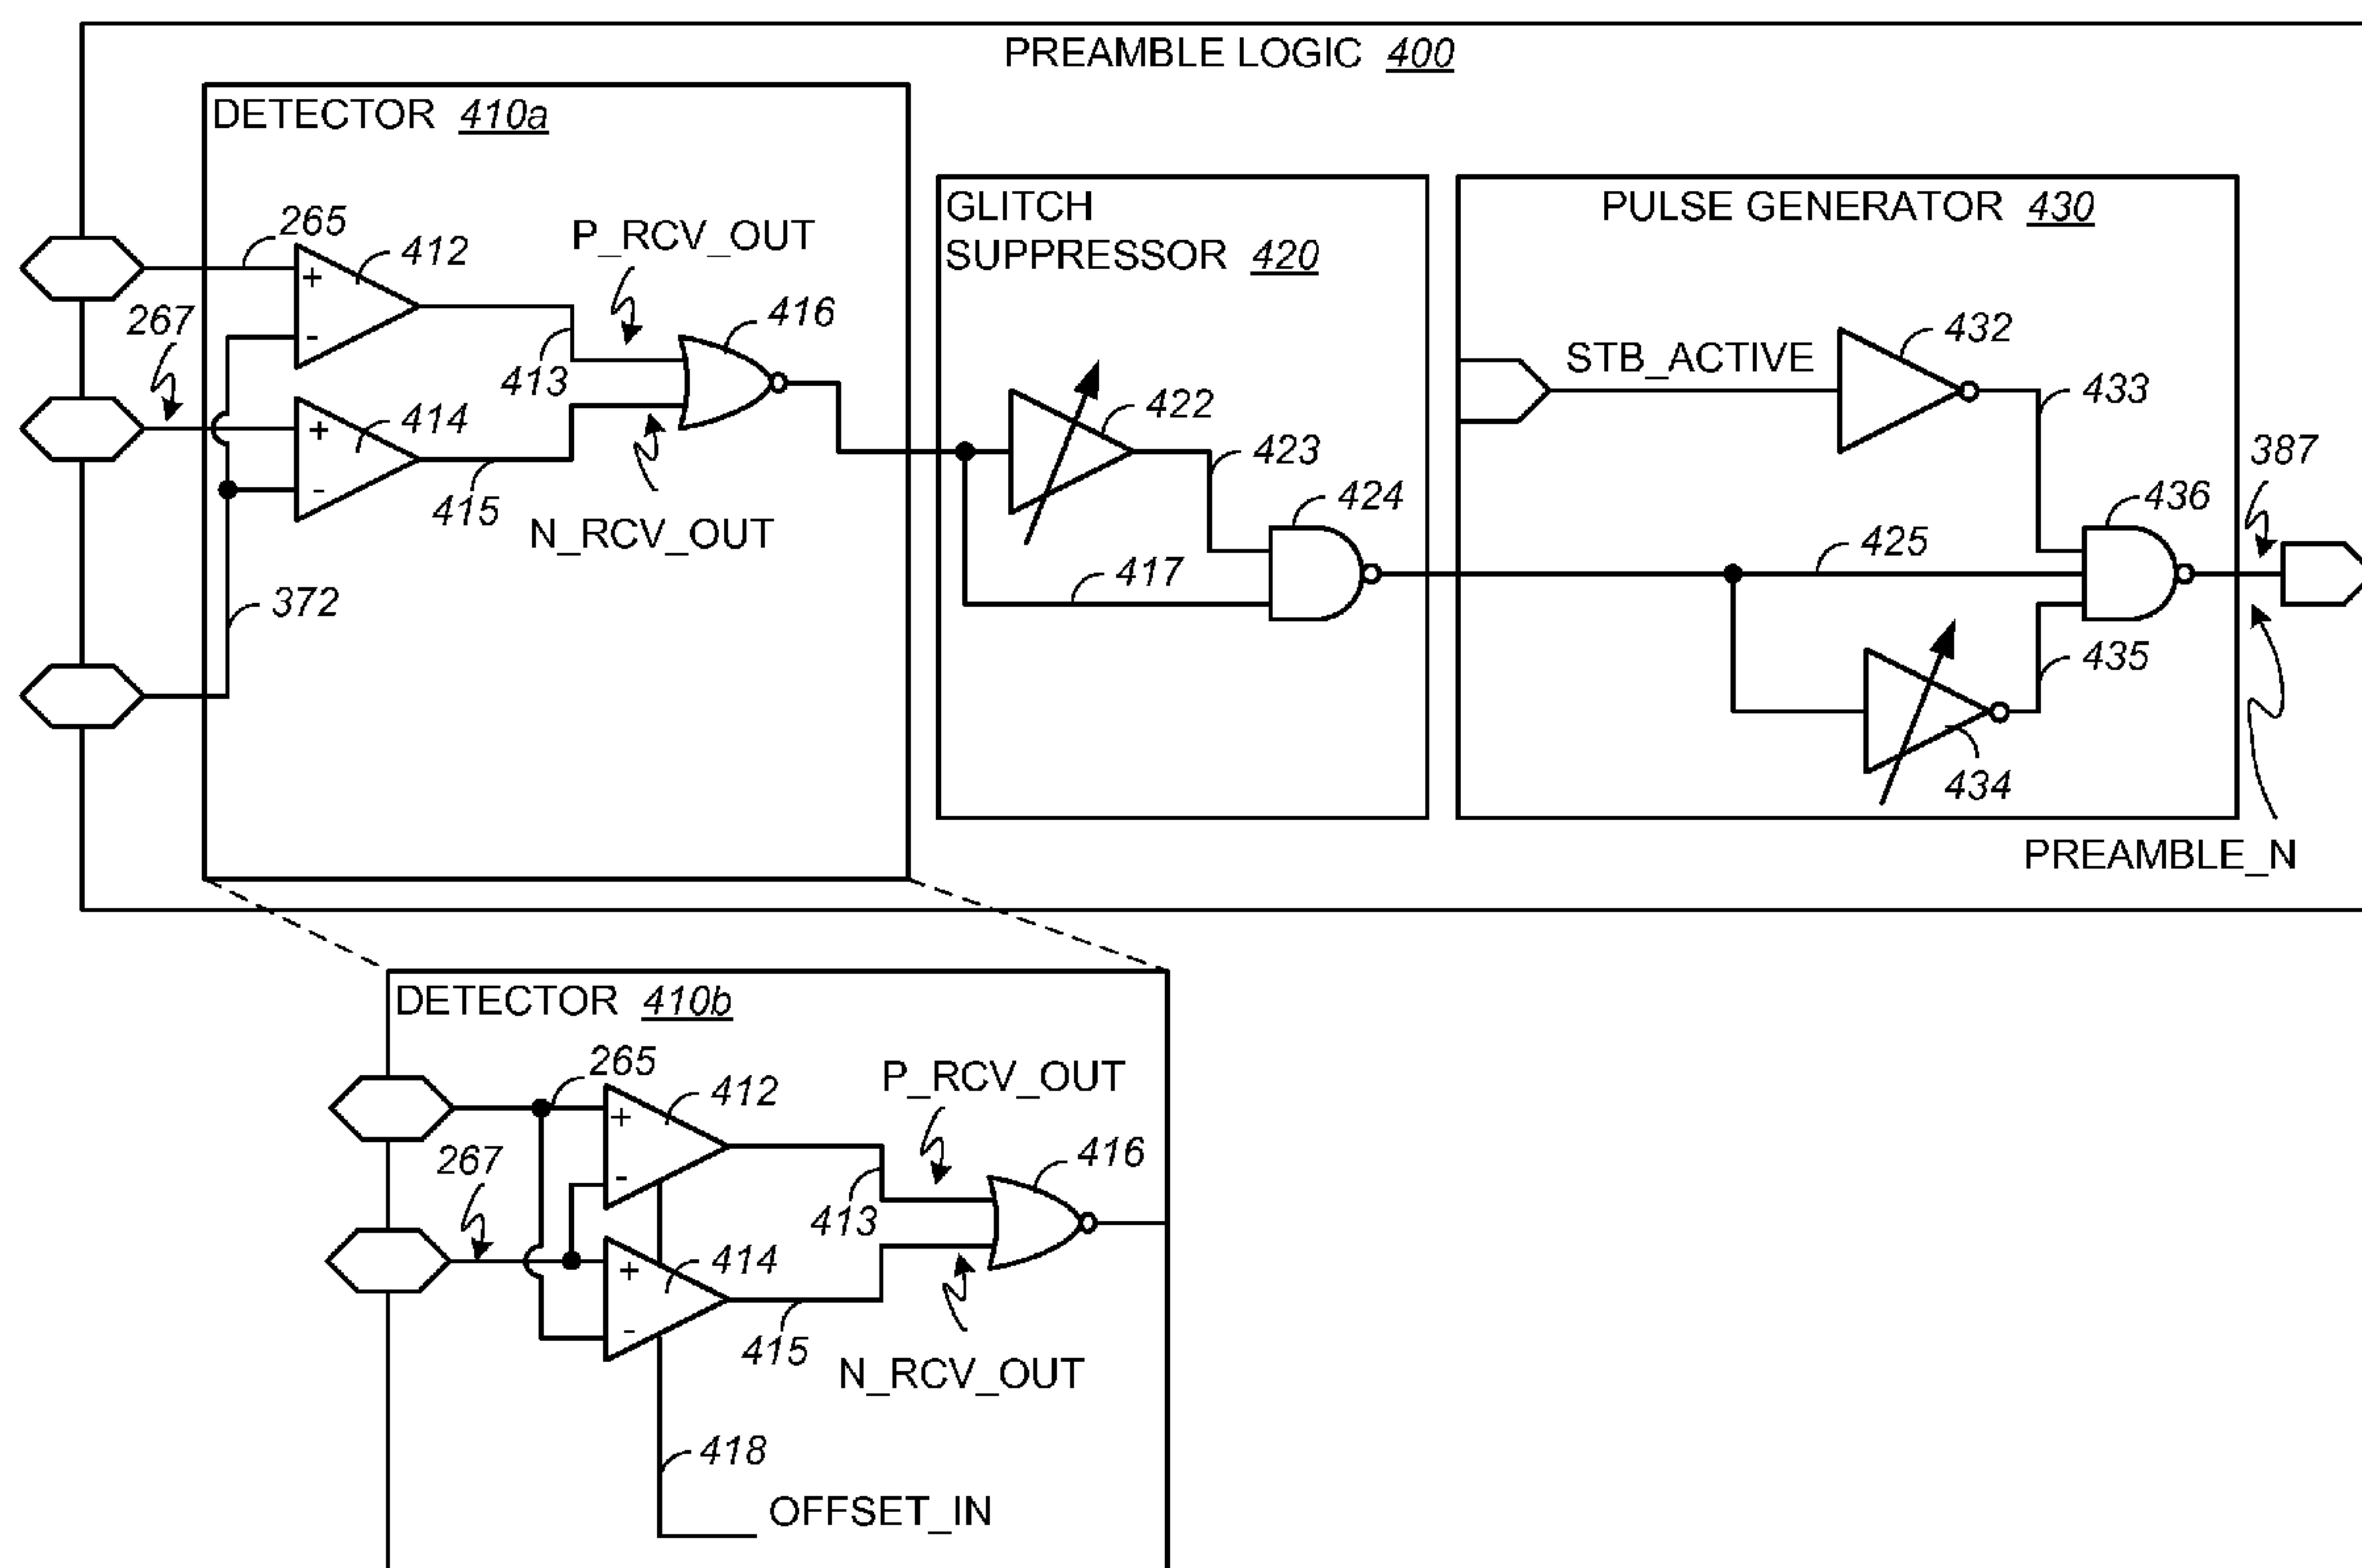 PREAMBLE LOGIC 400
DETECTOR 410a
265
+
-
412
267
+
-
414
P_RCV_OUT
413
416
415
N_RCV_OUT
372
GLITCH
SUPPRESSOR 420
422
423
424
417
PULSE GENERATOR 430
STB_ACTIVE
432
433
387
436
425
435
434
PREAMBLE_N
DETECTOR 410b
265
+
-
412
267
+
-
414
P_RCV_OUT
413
416
415
N_RCV_OUT
418
OFFSET_IN